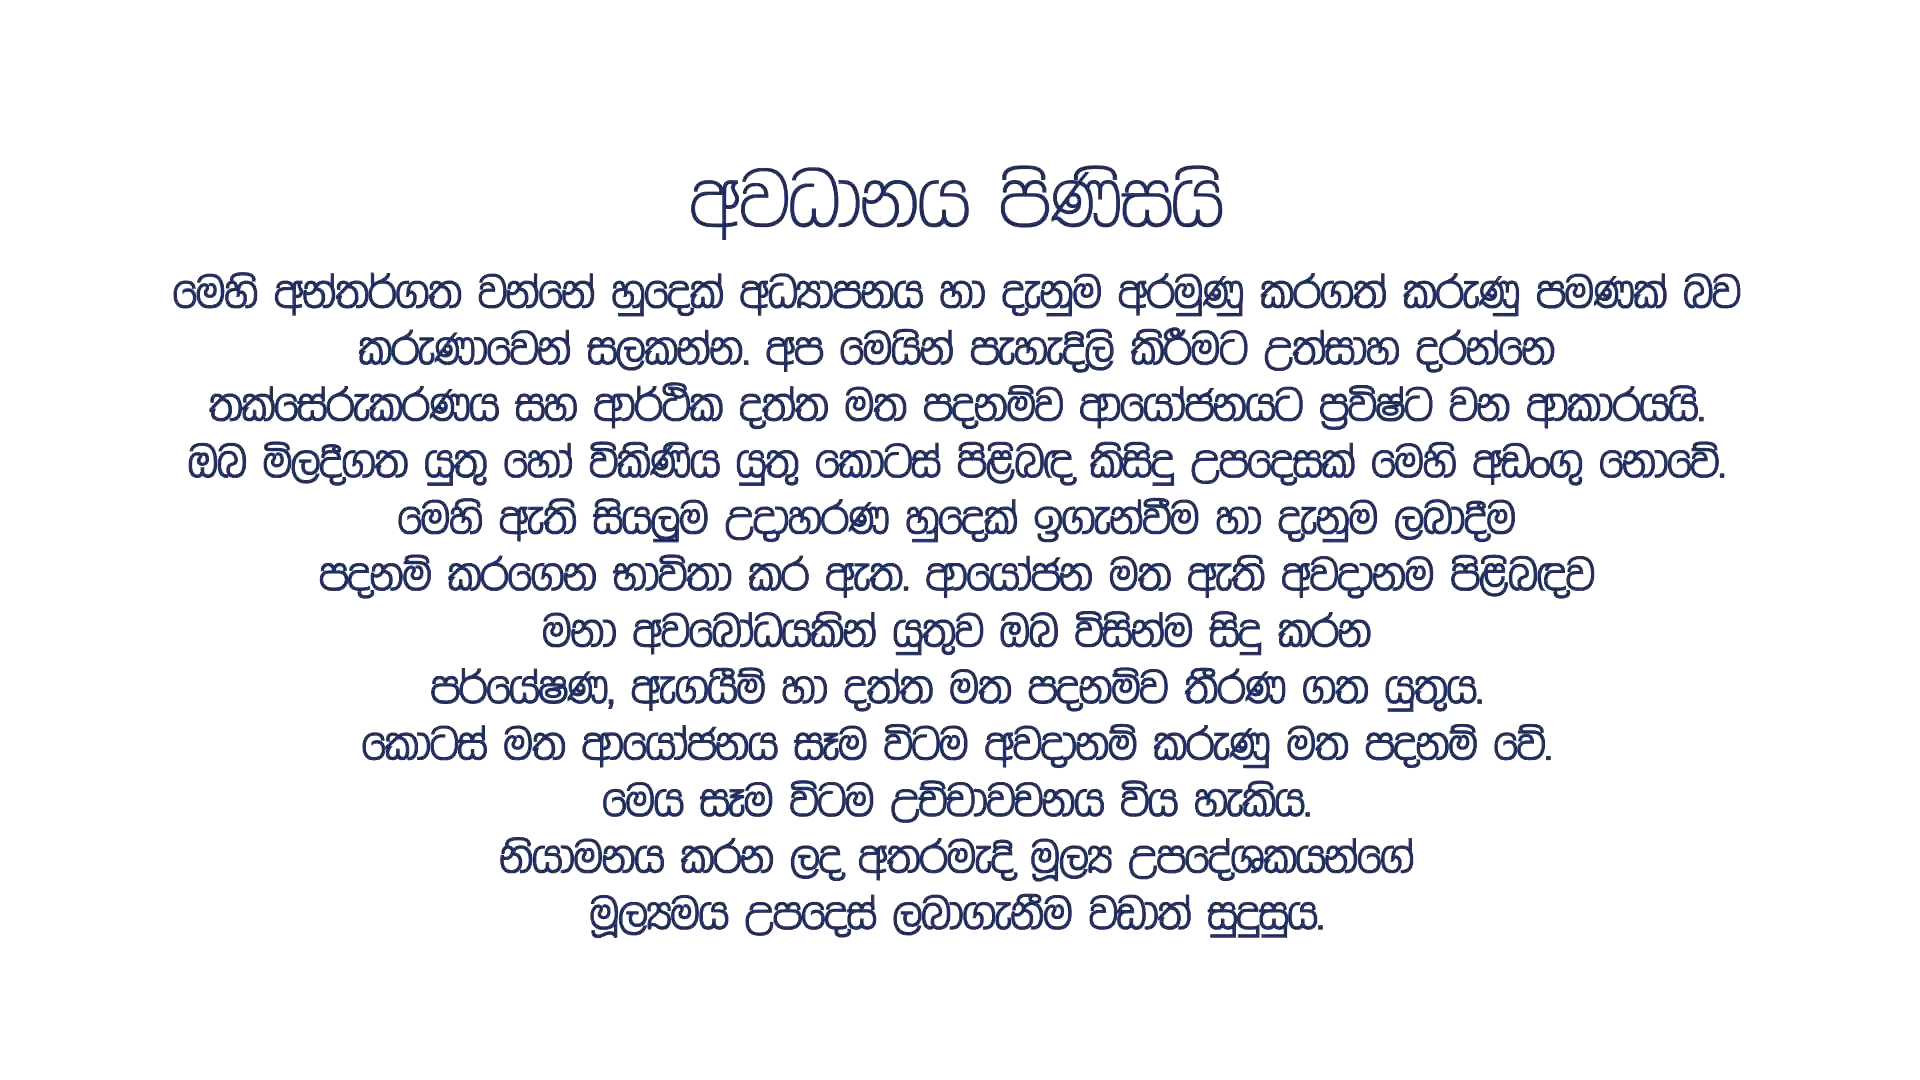 අවධානය පිණිසයි
මෙහි අන්තර්ගත වන්නේ හුදෙක් අධ්‍යාපනය හා දැනුම අරමුණු කරගත් කරුණු පමණක් බව
කරුණාවෙන් සලකන්න. අප මෙයින් පැහැදිලි කිරීමට උත්සාහ දරන්නෙ
තක්සේරුකරණය සහ ආර්ථික දත්ත මත පදනම්ව ආයෝජනයට ප්‍රවිෂ්ට වන ආකාරයයි.
ඔබ මිලදීගත යුතු හෝ විකිණිය යුතු කොටස් පිළිබඳ කිසිදු උපදෙසක් මෙහි අඩංගු නොවේ.
මෙහි ඇති සියලුම උදාහරණ හුදෙක් ඉගැන්වීම හා දැනුම ලබාදීම
පදනම් කරගෙන භාවිතා කර ඇත. ආයෝජන මත ඇති අවදානම පිළිබඳව
මනා අවබෝධයකින් යුතුව ඔබ විසින්ම සිදු කරන
පර්යේෂණ, ඇගයීම් හා දත්ත මත පදනම්ව තීරණ ගත යුතුය.
කොටස් මත ආයෝජනය සෑම විටම අවදානම් කරුණු මත පදනම් වේ.
මෙය සෑම විටම උච්චාවචනය විය හැකිය.
නියාමනය කරන ලද අතරමැදි මූල්‍ය උපදේශකයන්ගේ
මූල්‍යමය උපදෙස් ලබාගැනීම වඩාත් සුදුසුය.